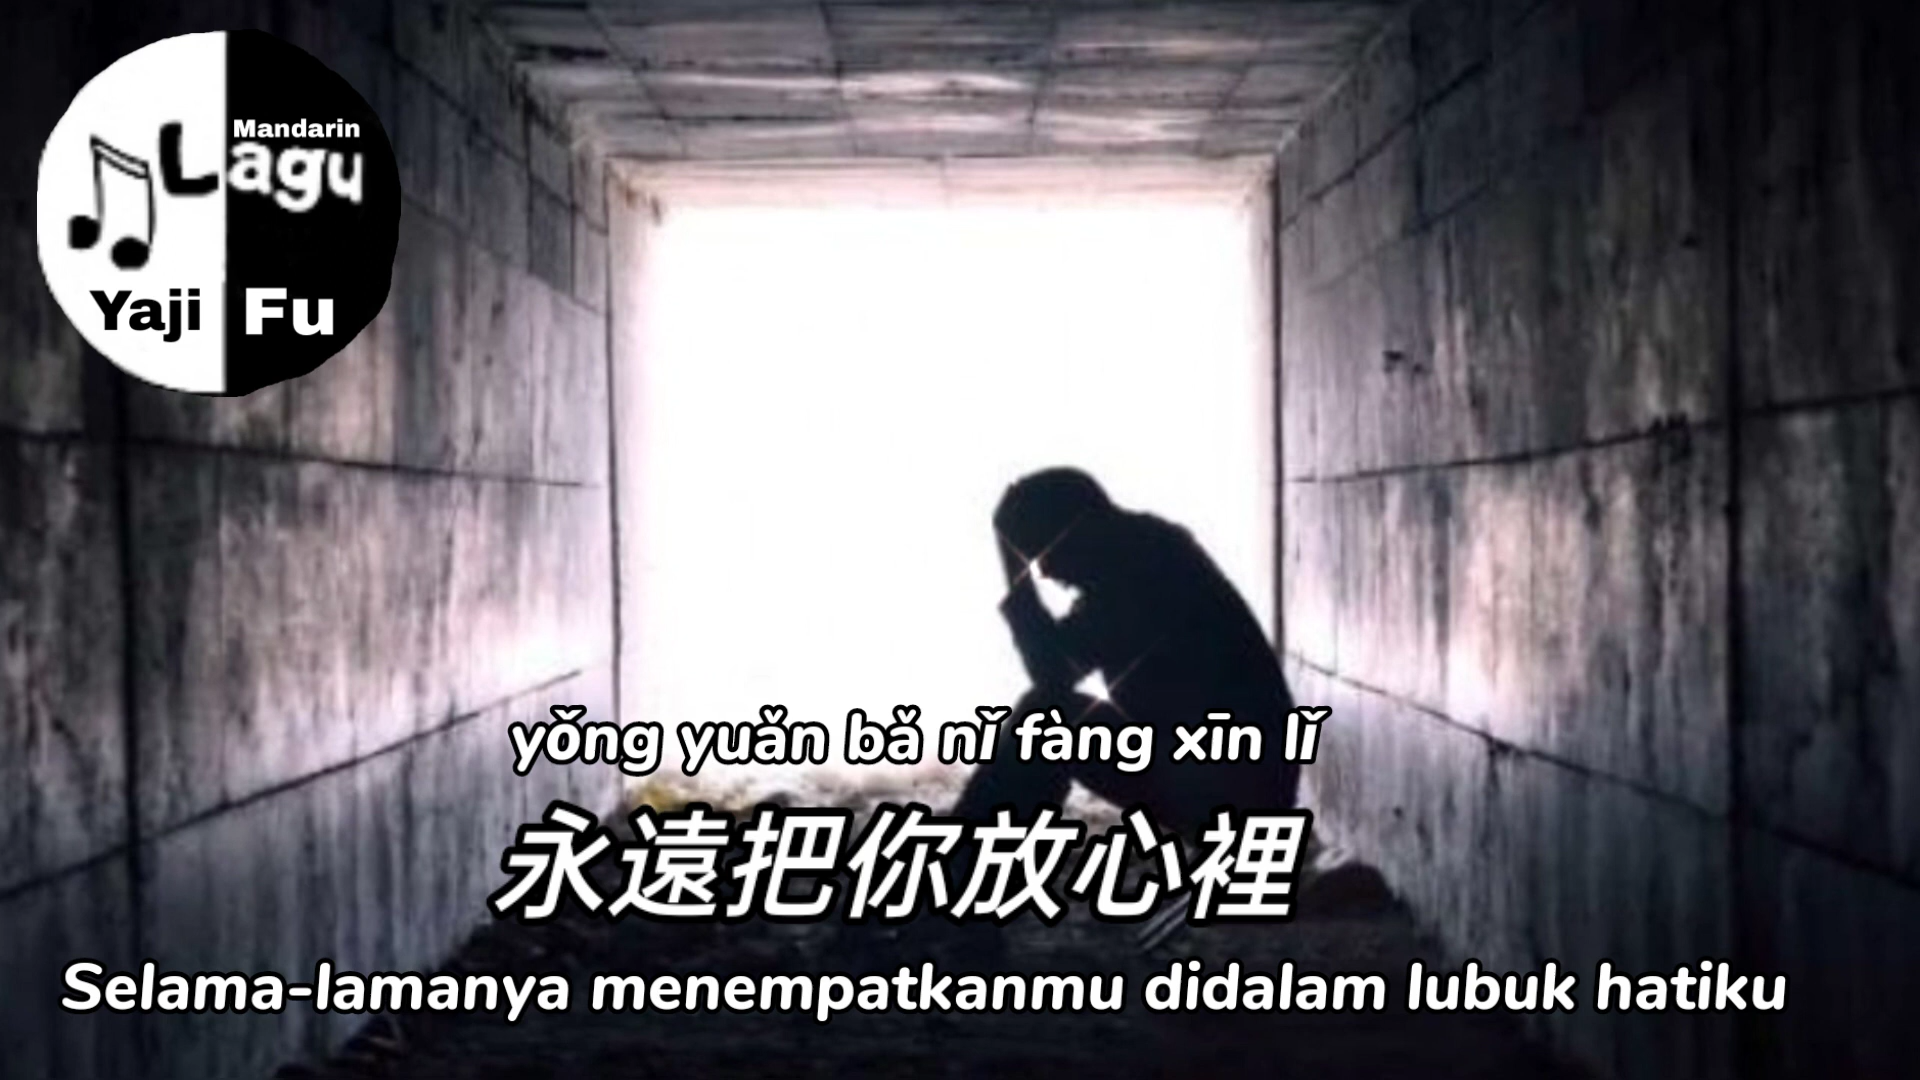 Mandarin
Lagu
Yaji Fu
yǒng yuǎn bǎ nǐ fàng xīn lǐ
永遠把你放心裡
Selama-lamanya menempatkanmu didalam lubuk hatiku